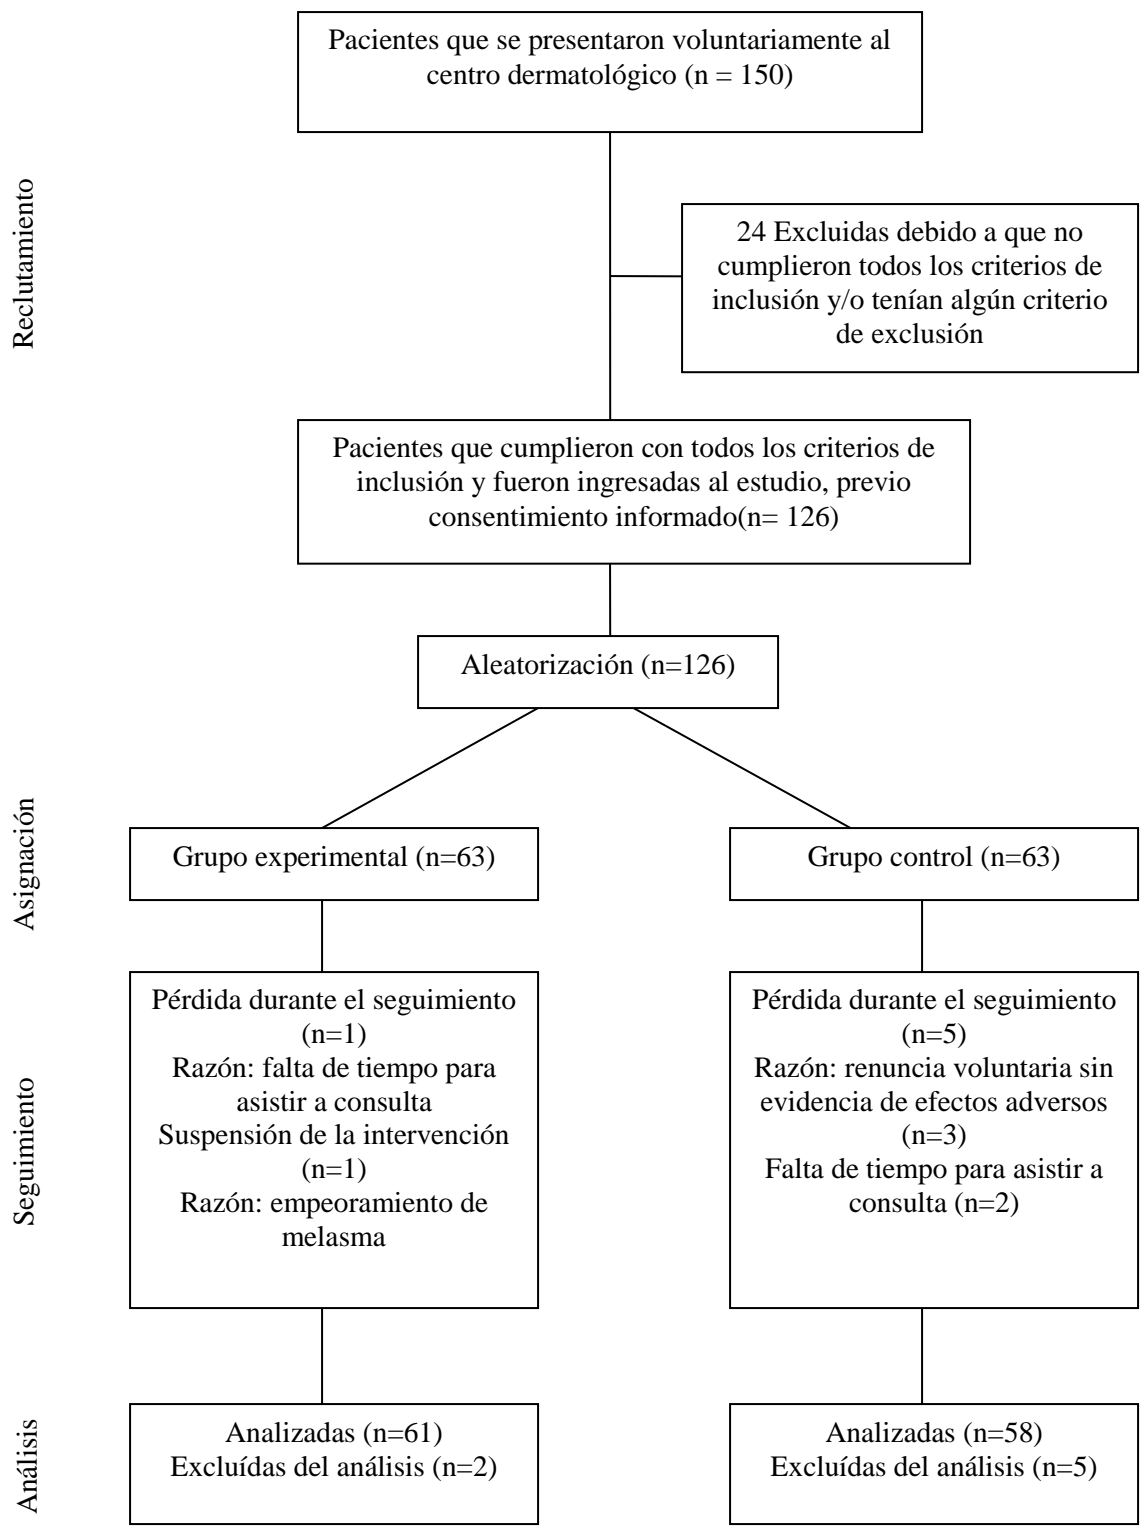 Pacientes que se presentaron voluntariamente al
centro dermatológico (n = 150)
Reclutamiento
24 Excluidas debido a que no
cumplieron todos los criterios de
inclusión y/o tenían algún criterio
de exclusión
Pacientes que cumplieron con todos los criterios de
inclusión y fueron ingresadas al estudio, previo
consentimiento informado(n= 126)
Aleatorización (n=126)
Asignación
Grupo experimental (n=63)
Grupo control (n=63)
Seguimiento
Pérdida durante el seguimiento
(n=1)
Razón: falta de tiempo para
asistir a consulta
Suspensión de la intervención
(n=1)
Razón: empeoramiento de
melasma
Pérdida durante el seguimiento
(n=5)
Razón: renuncia voluntaria sin
evidencia de efectos adversos
(n=3)
Falta de tiempo para asistir a
consulta (n=2)
Análisis
Analizadas (n=61)
Excluídas del análisis (n=2)
Analizadas (n=58)
Excluídas del análisis (n=5)